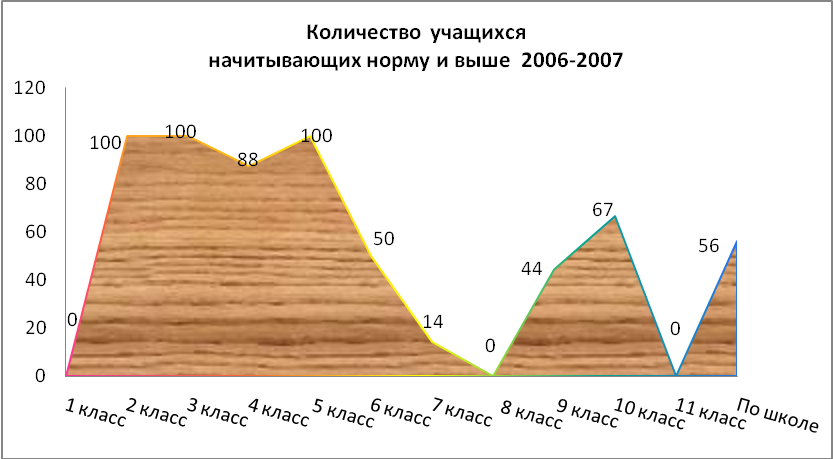 Количество учащихся
начитывающих норму и выше 2006-2007
120
100
80
60
40
20
0
0
100
100
88
100
50
14
0
44
67
0
56
1 класс
2 класс
3 класс
4 класс
5 класс
6 класс
7 класс
8 класс
9 класс
10 класс
11 класс
По школе